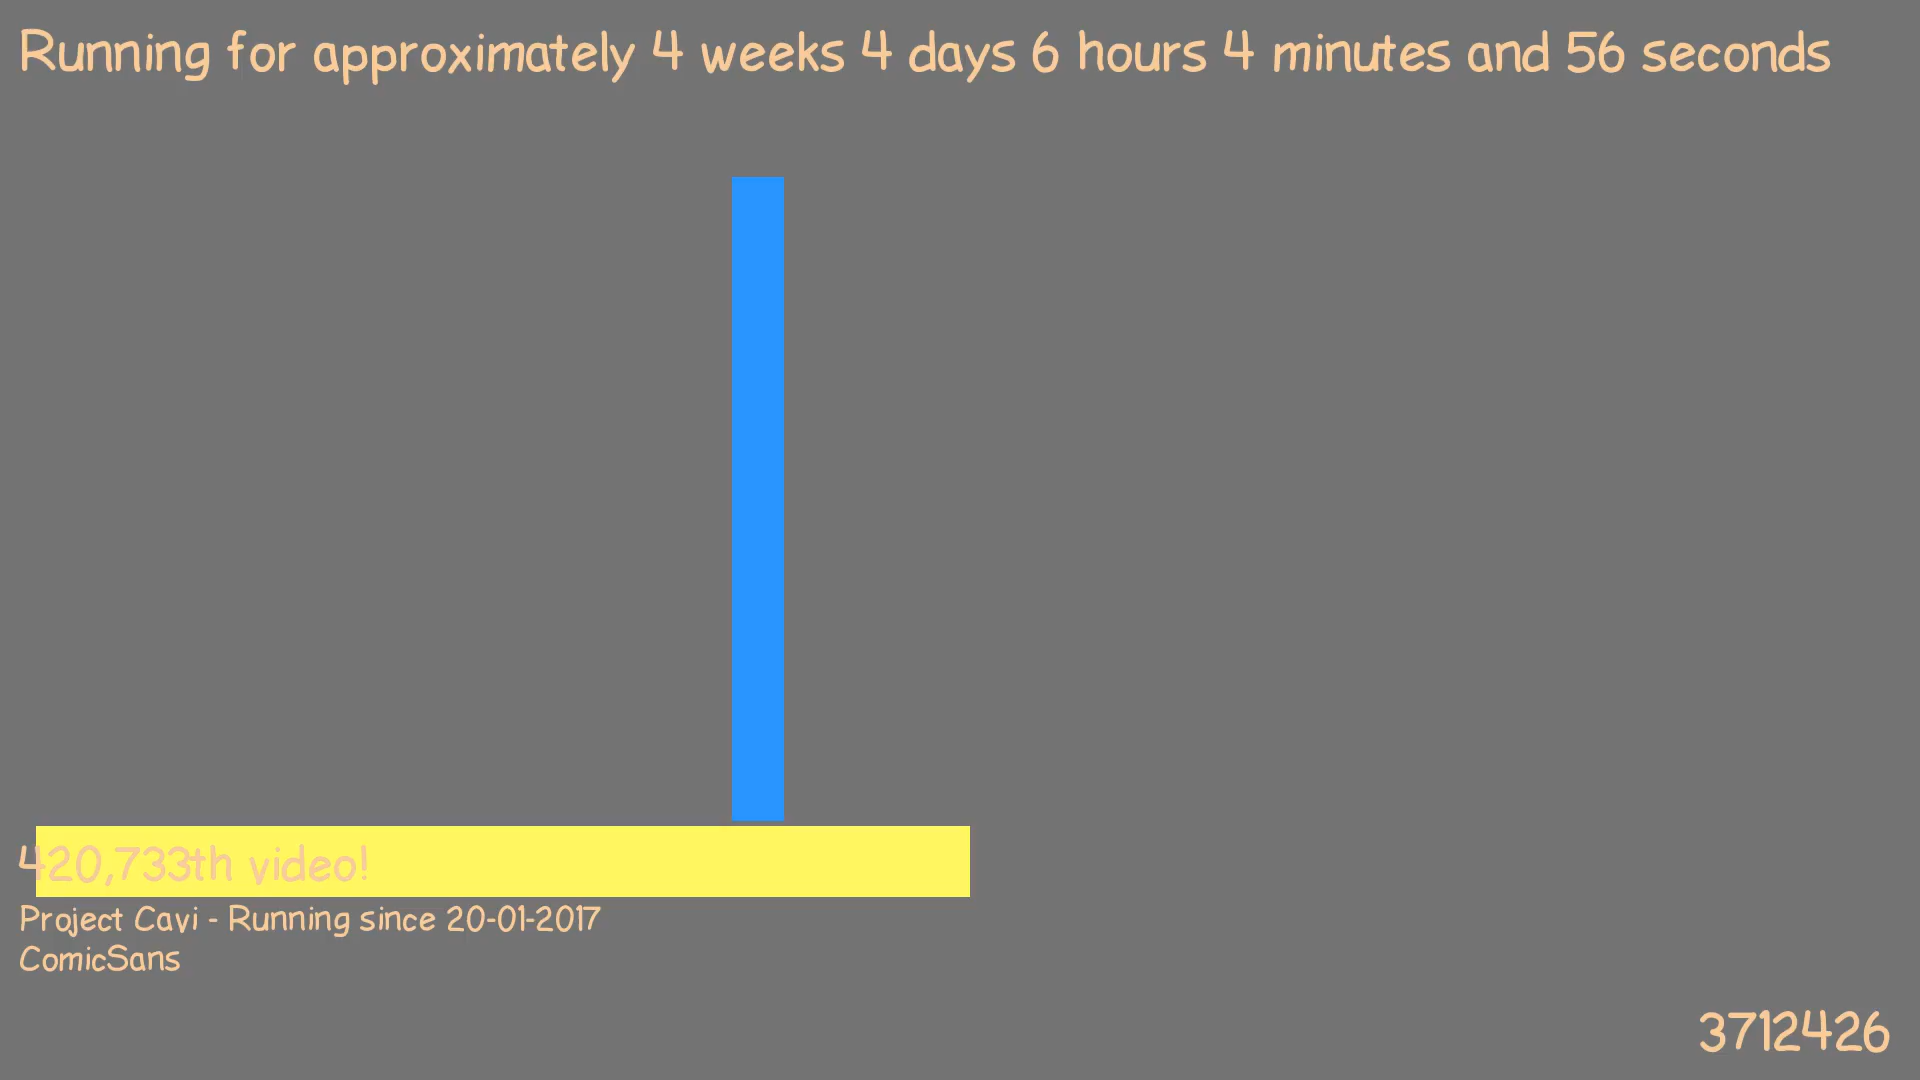 Running for approximately 4 weeks 4 days 6 hours 4 minutes and 56 seconds
420,733th video!
Project Cavi - Running since 20-01-2017
ComicSans
3712426